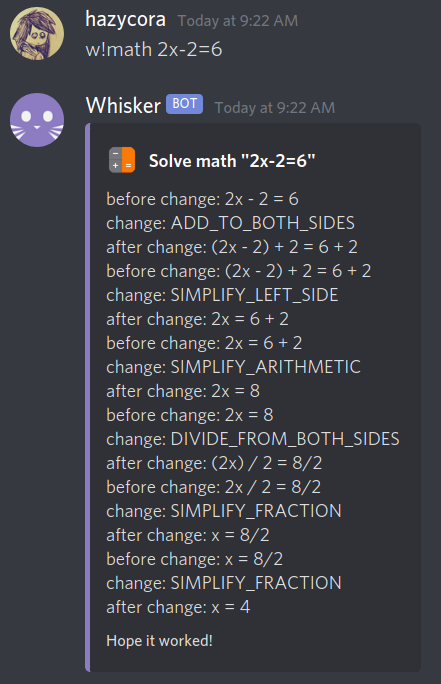 hazycora Today at 9:22 AM
w!math 2x-2=6
Whisker BOT Today at 9:22 AM
Solve math "2x-2=6"
before change: 2x - 2 = 6
change: ADD_TO_BOTH_SIDES
after change: (2x - 2) + 2 = 6 + 2
before change: (2x - 2) + 2 = 6 + 2
change: SIMPLIFY_LEFT_SIDE
after change: 2x = 6 + 2
before change: 2x = 6 + 2
change: SIMPLIFY_ARITHMETIC
after change: 2x = 8
before change: 2x = 8
change: DIVIDE_FROM_BOTH_SIDES
after change: (2x) / 2 = 8/2
before change: 2x / 2 = 8/2
change: SIMPLIFY_FRACTION
after change: x = 8/2
before change: x = 8/2
change: SIMPLIFY_FRACTION
after change: x = 4
Hope it worked!